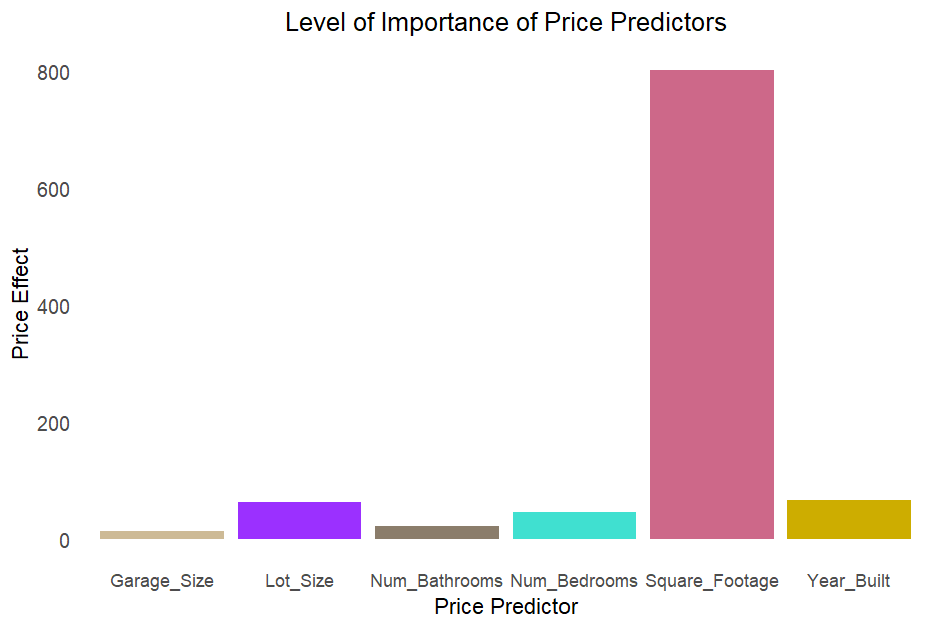 Level of Importance of Price Predictors
Price Effect
800
600
400
200
0
Garage_Size Lot_Size Num_Bathrooms Num_Bedrooms Square_Footage Year_Built
Price Predictor